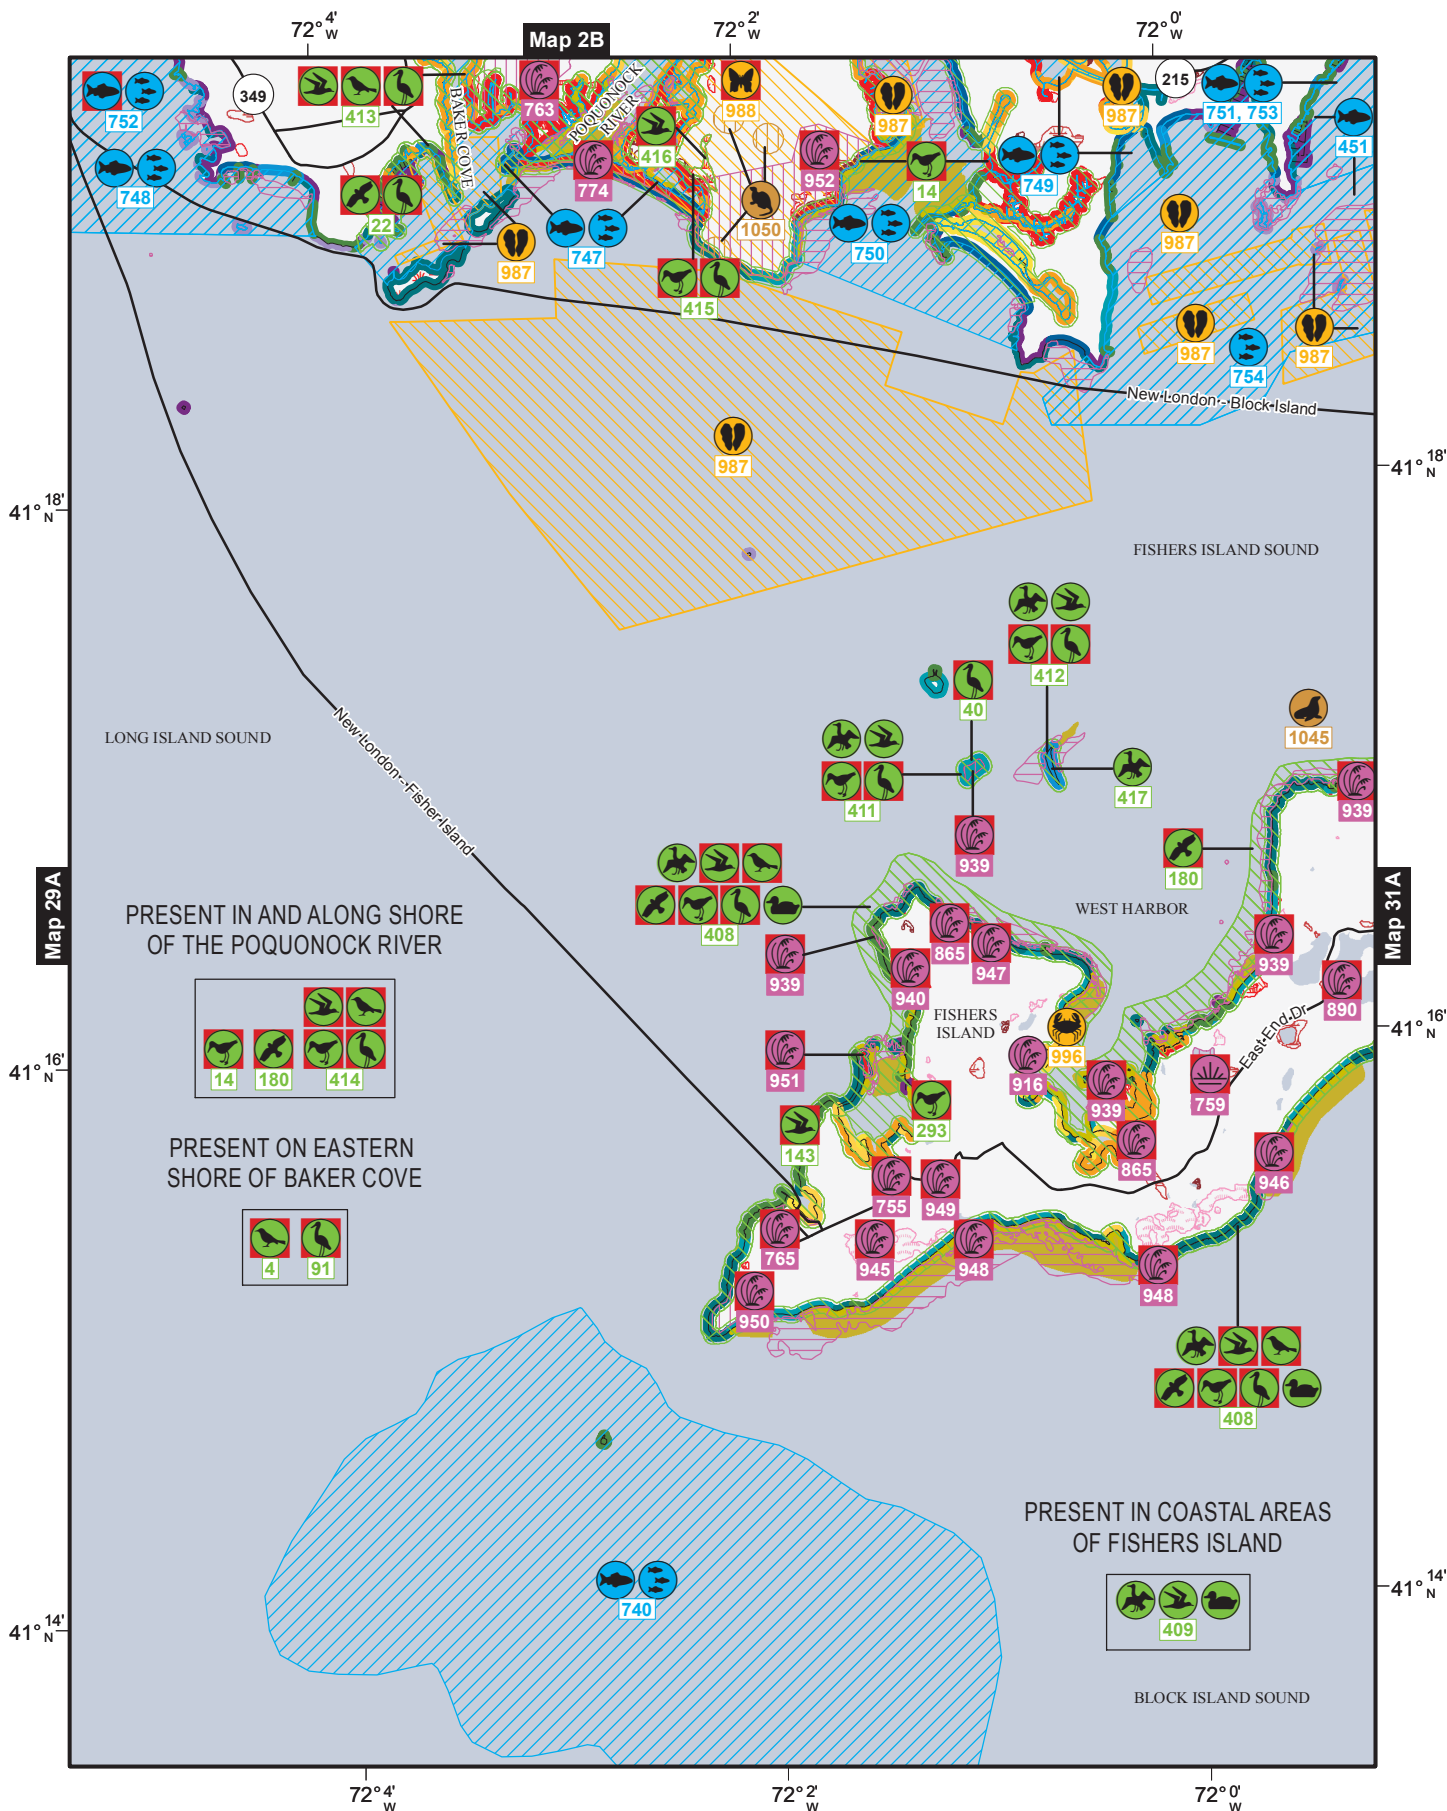 72° 4' W
72° 2' W
72° 0' W
Map 2B
349
413
763
BAKER COVE
POQUONOCK
RIVER
988
987
987
215
751, 753
451
752
748
22
774
416
952
1050
14
749
750
987
987
747
415
987
754
987
New London - Block Island
987
41° 18' N
41° 18' N
FISHERS ISLAND SOUND
412
40
1045
LONG ISLAND SOUND
New London - Fisher Island
411
417
939
939
180
408
WEST HARBOR
Map 29A
Map 31A
PRESENT IN AND ALONG SHORE
OF THE POQUONOCK RIVER
865
947
939
939
940
890
FISHERS
ISLAND
996
East End Dr
41° 16' N
41° 16' N
14
180
414
951
916
939
759
293
143
865
946
PRESENT ON EASTERN
SHORE OF BAKER COVE
4
91
755
949
765
945
948
948
950
408
PRESENT IN COASTAL AREAS
OF FISHERS ISLAND
409
740
41° 14' N
41° 14' N
BLOCK ISLAND SOUND
72° 4' W
72° 2' W
72° 0' W